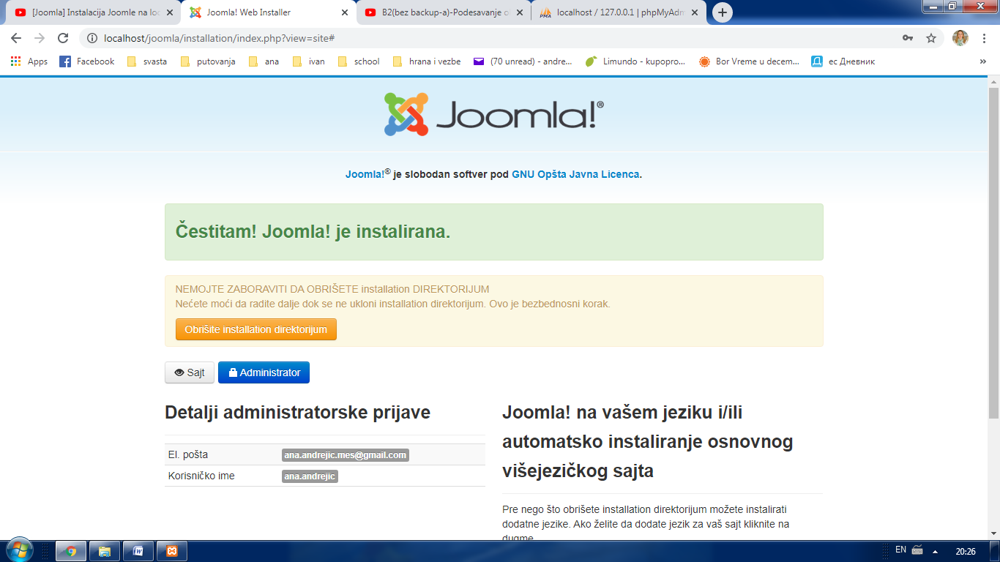 [Joomla] Instalacija Joomle na loc
Joomla! Web Installer
B2(bez backup-a)-Podesavanje o
localhost / 127.0.0.1 | phpMyAdm
localhost/joomla/installation/index.php?view=site#
Apps
Facebook
svasta
putovanja
ana
ivan
school
hrana i vezbe
(70 unread) - andre...
Limundo - kupopro...
Bor Vreme u decem...
ес Дневник
»
Joomla!®
Joomla!® je slobodan softver pod GNU Opšta Javna Licenca.
Čestitam! Joomla! je instalirana.
NEMOJTE ZABORAVITI DA OBRIŠETE installation DIREKTORIJUM
Nećete moći da radite dalje dok se ne ukloni installation direktorijum. Ovo je bezbednosni korak.
Obrišite installation direktorijum
Sajt
Administrator
Detalji administratorske prijave
El. pošta
ana.andrejic.mes@gmail.com
Korisničko ime
ana.andrejic
Joomla! na vašem jeziku i/ili
automatsko instaliranje osnovnog
višejezičkog sajta
Pre nego što obrišete installation direktorijum možete instalirati
dodatne jezike. Ako želite da dodate jezik za vaš sajt kliknite na
dugme
EN
20:26